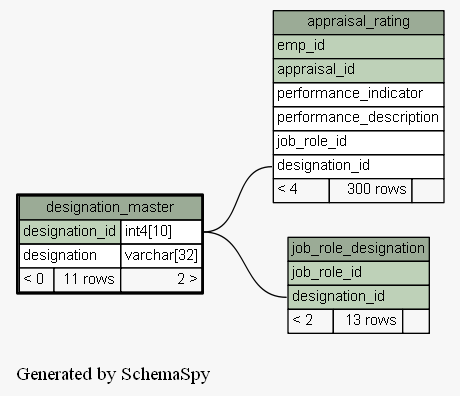 appraisal_rating
emp_id
appraisal_id
performance_indicator
performance_description
job_role_id
designation_id
< 4 300 rows
designation_master
designation_id int4[10]
designation varchar[32]
< 0 11 rows 2 >
job_role_designation
job_role_id
designation_id
< 2 13 rows
Generated by SchemaSpy